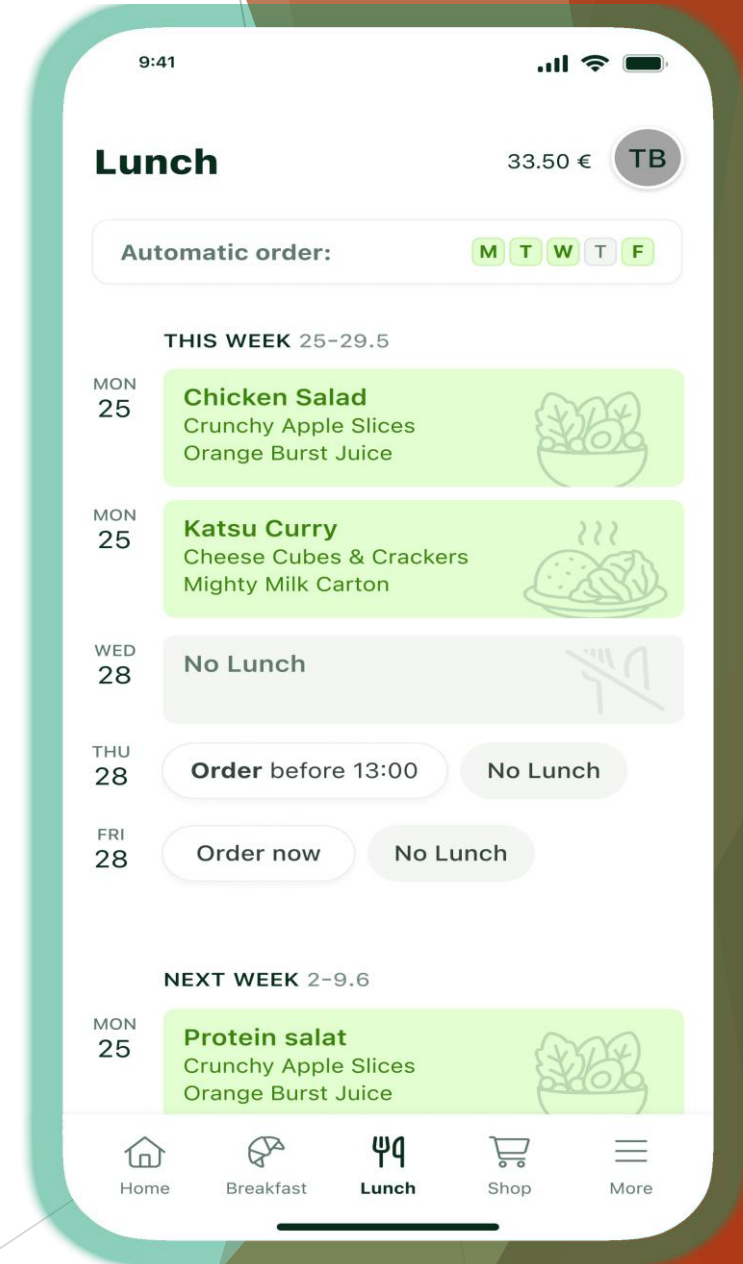 9:41
Lunch
33.50 €
TB
Automatic order:
M T W T F
THIS WEEK 25-29.5
MON
25
Chicken Salad
Crunchy Apple Slices
Orange Burst Juice
MON
25
Katsu Curry
Cheese Cubes & Crackers
Mighty Milk Carton
WED
28
No Lunch
THU
28
Order before 13:00
No Lunch
FRI
28
Order now
No Lunch
NEXT WEEK 2-9.6
MON
25
Protein salat
Crunchy Apple Slices
Orange Burst Juice
Home
Breakfast
Lunch
Shop
More